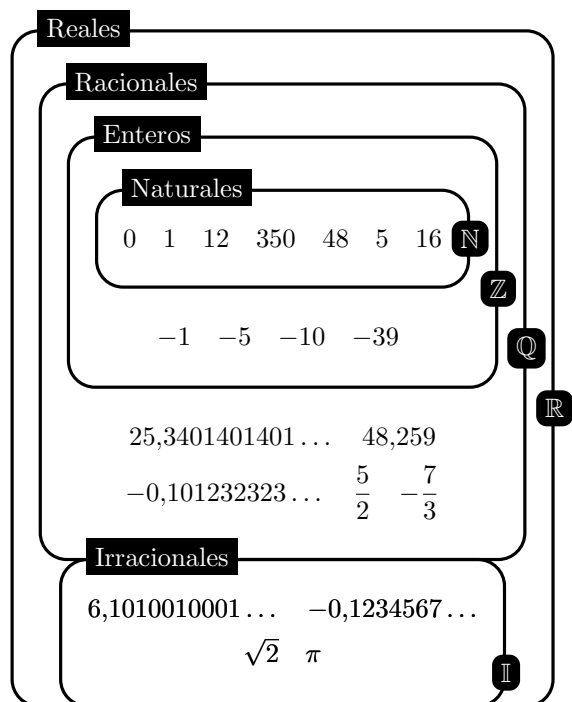 Reales
Racionales
Enteros
Naturales
0 1 12 350 48 5 16 ℕ
ℤ
−1 −5 −10 −39
ℚ
ℝ
25,3401401401… 48,259
−0,101232323… 5/2 −7/3
Irracionales
6,1010010001… −0,1234567…
√2 π
𝕀